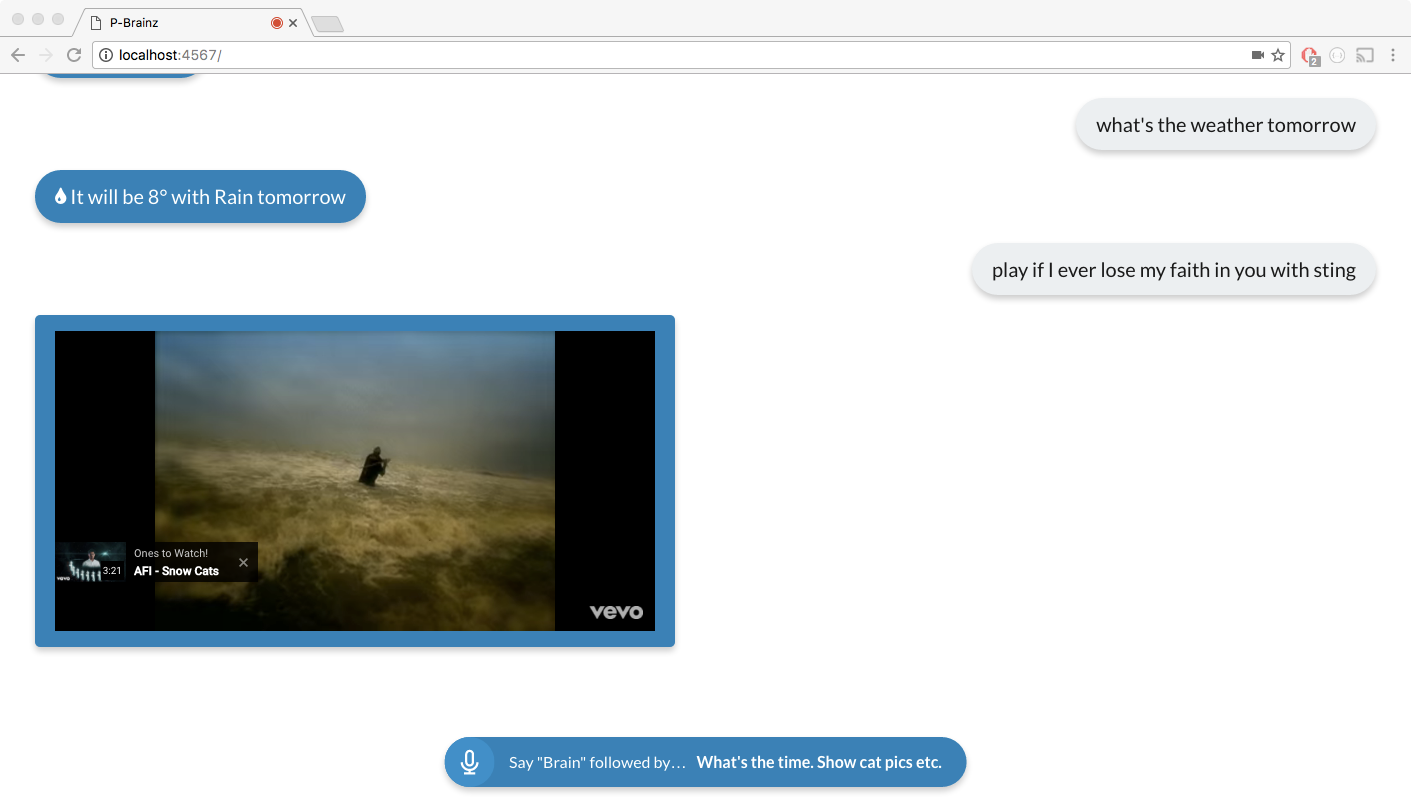 P-Brainz
localhost:4567/
2
what's the weather tomorrow
It will be 8° with Rain tomorrow
play if I ever lose my faith in you with sting
Ones to Watch!
AFI - Snow Cats
3:21
vevo
vevo
Say "Brain" followed by… What's the time. Show cat pics etc.